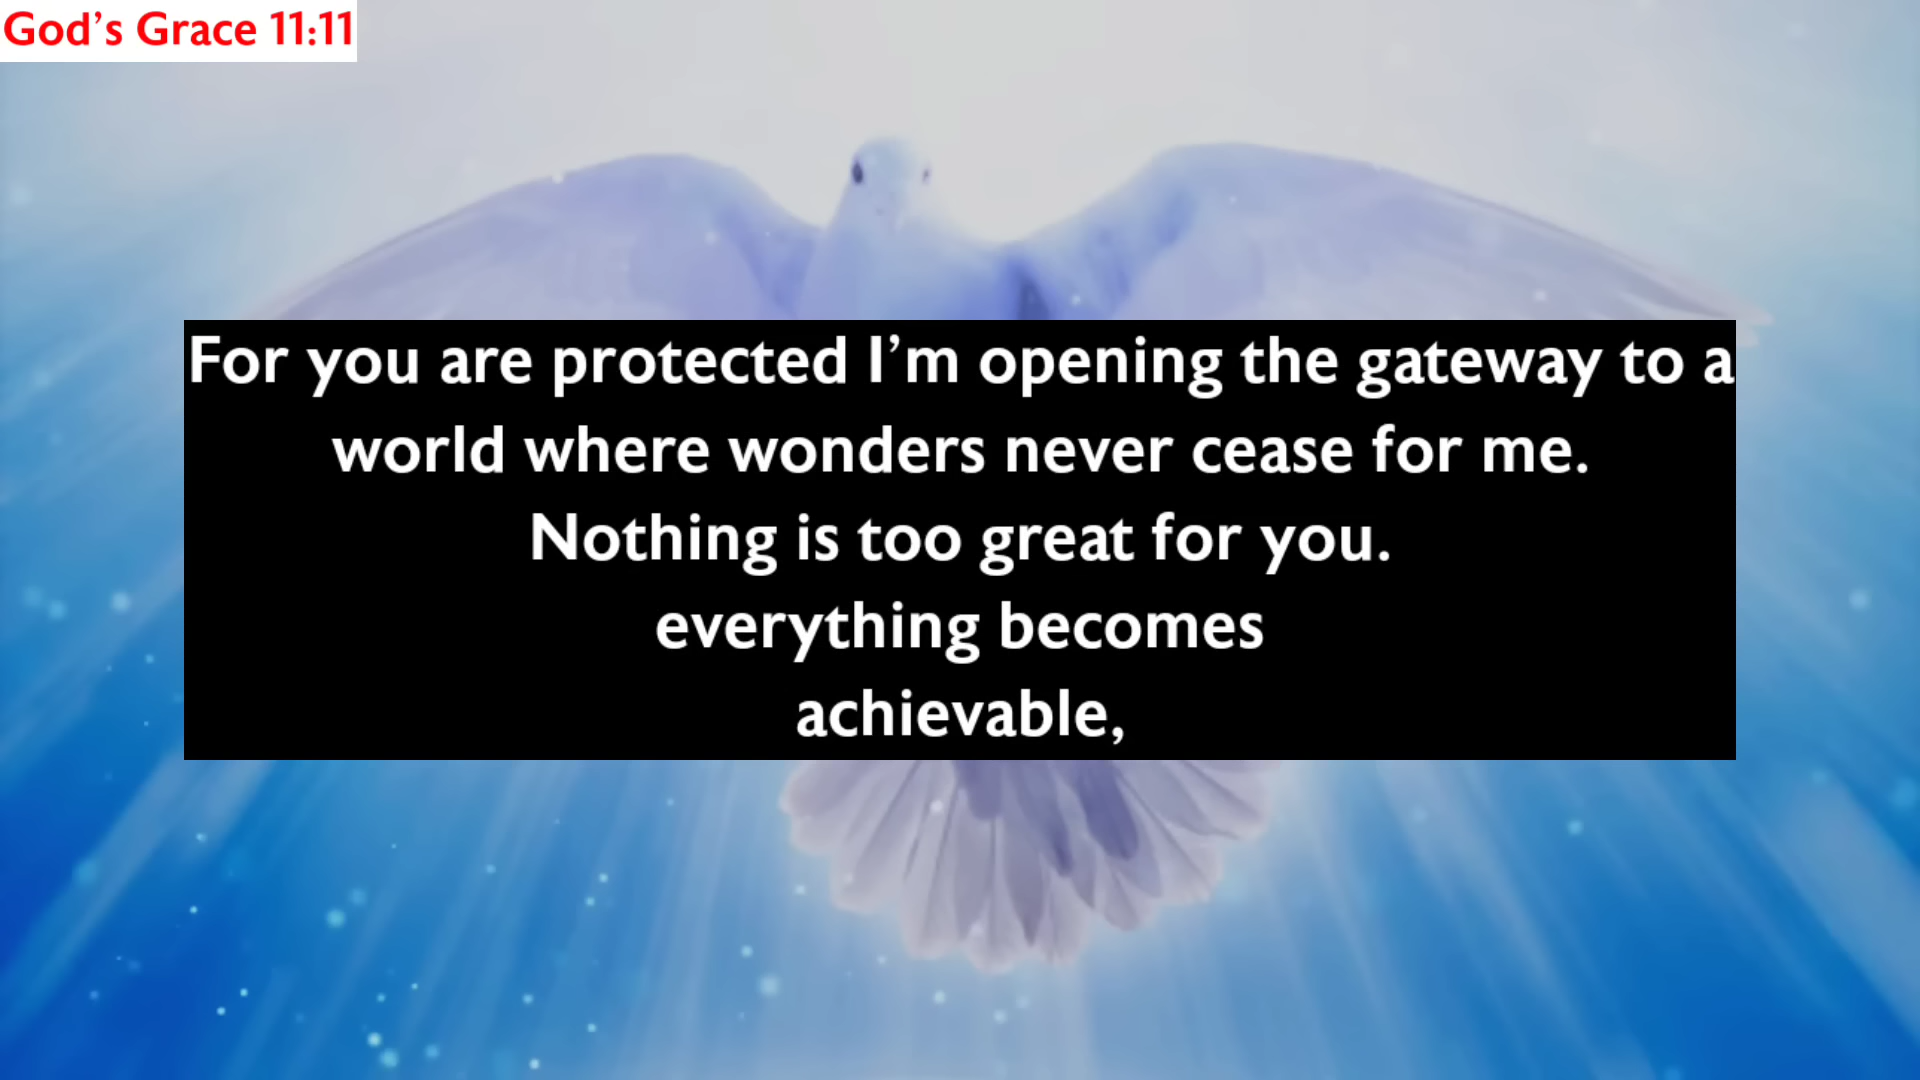 God’s Grace 11:11
For you are protected I’m opening the gateway to a
world where wonders never cease for me.
Nothing is too great for you.
everything becomes
achievable,